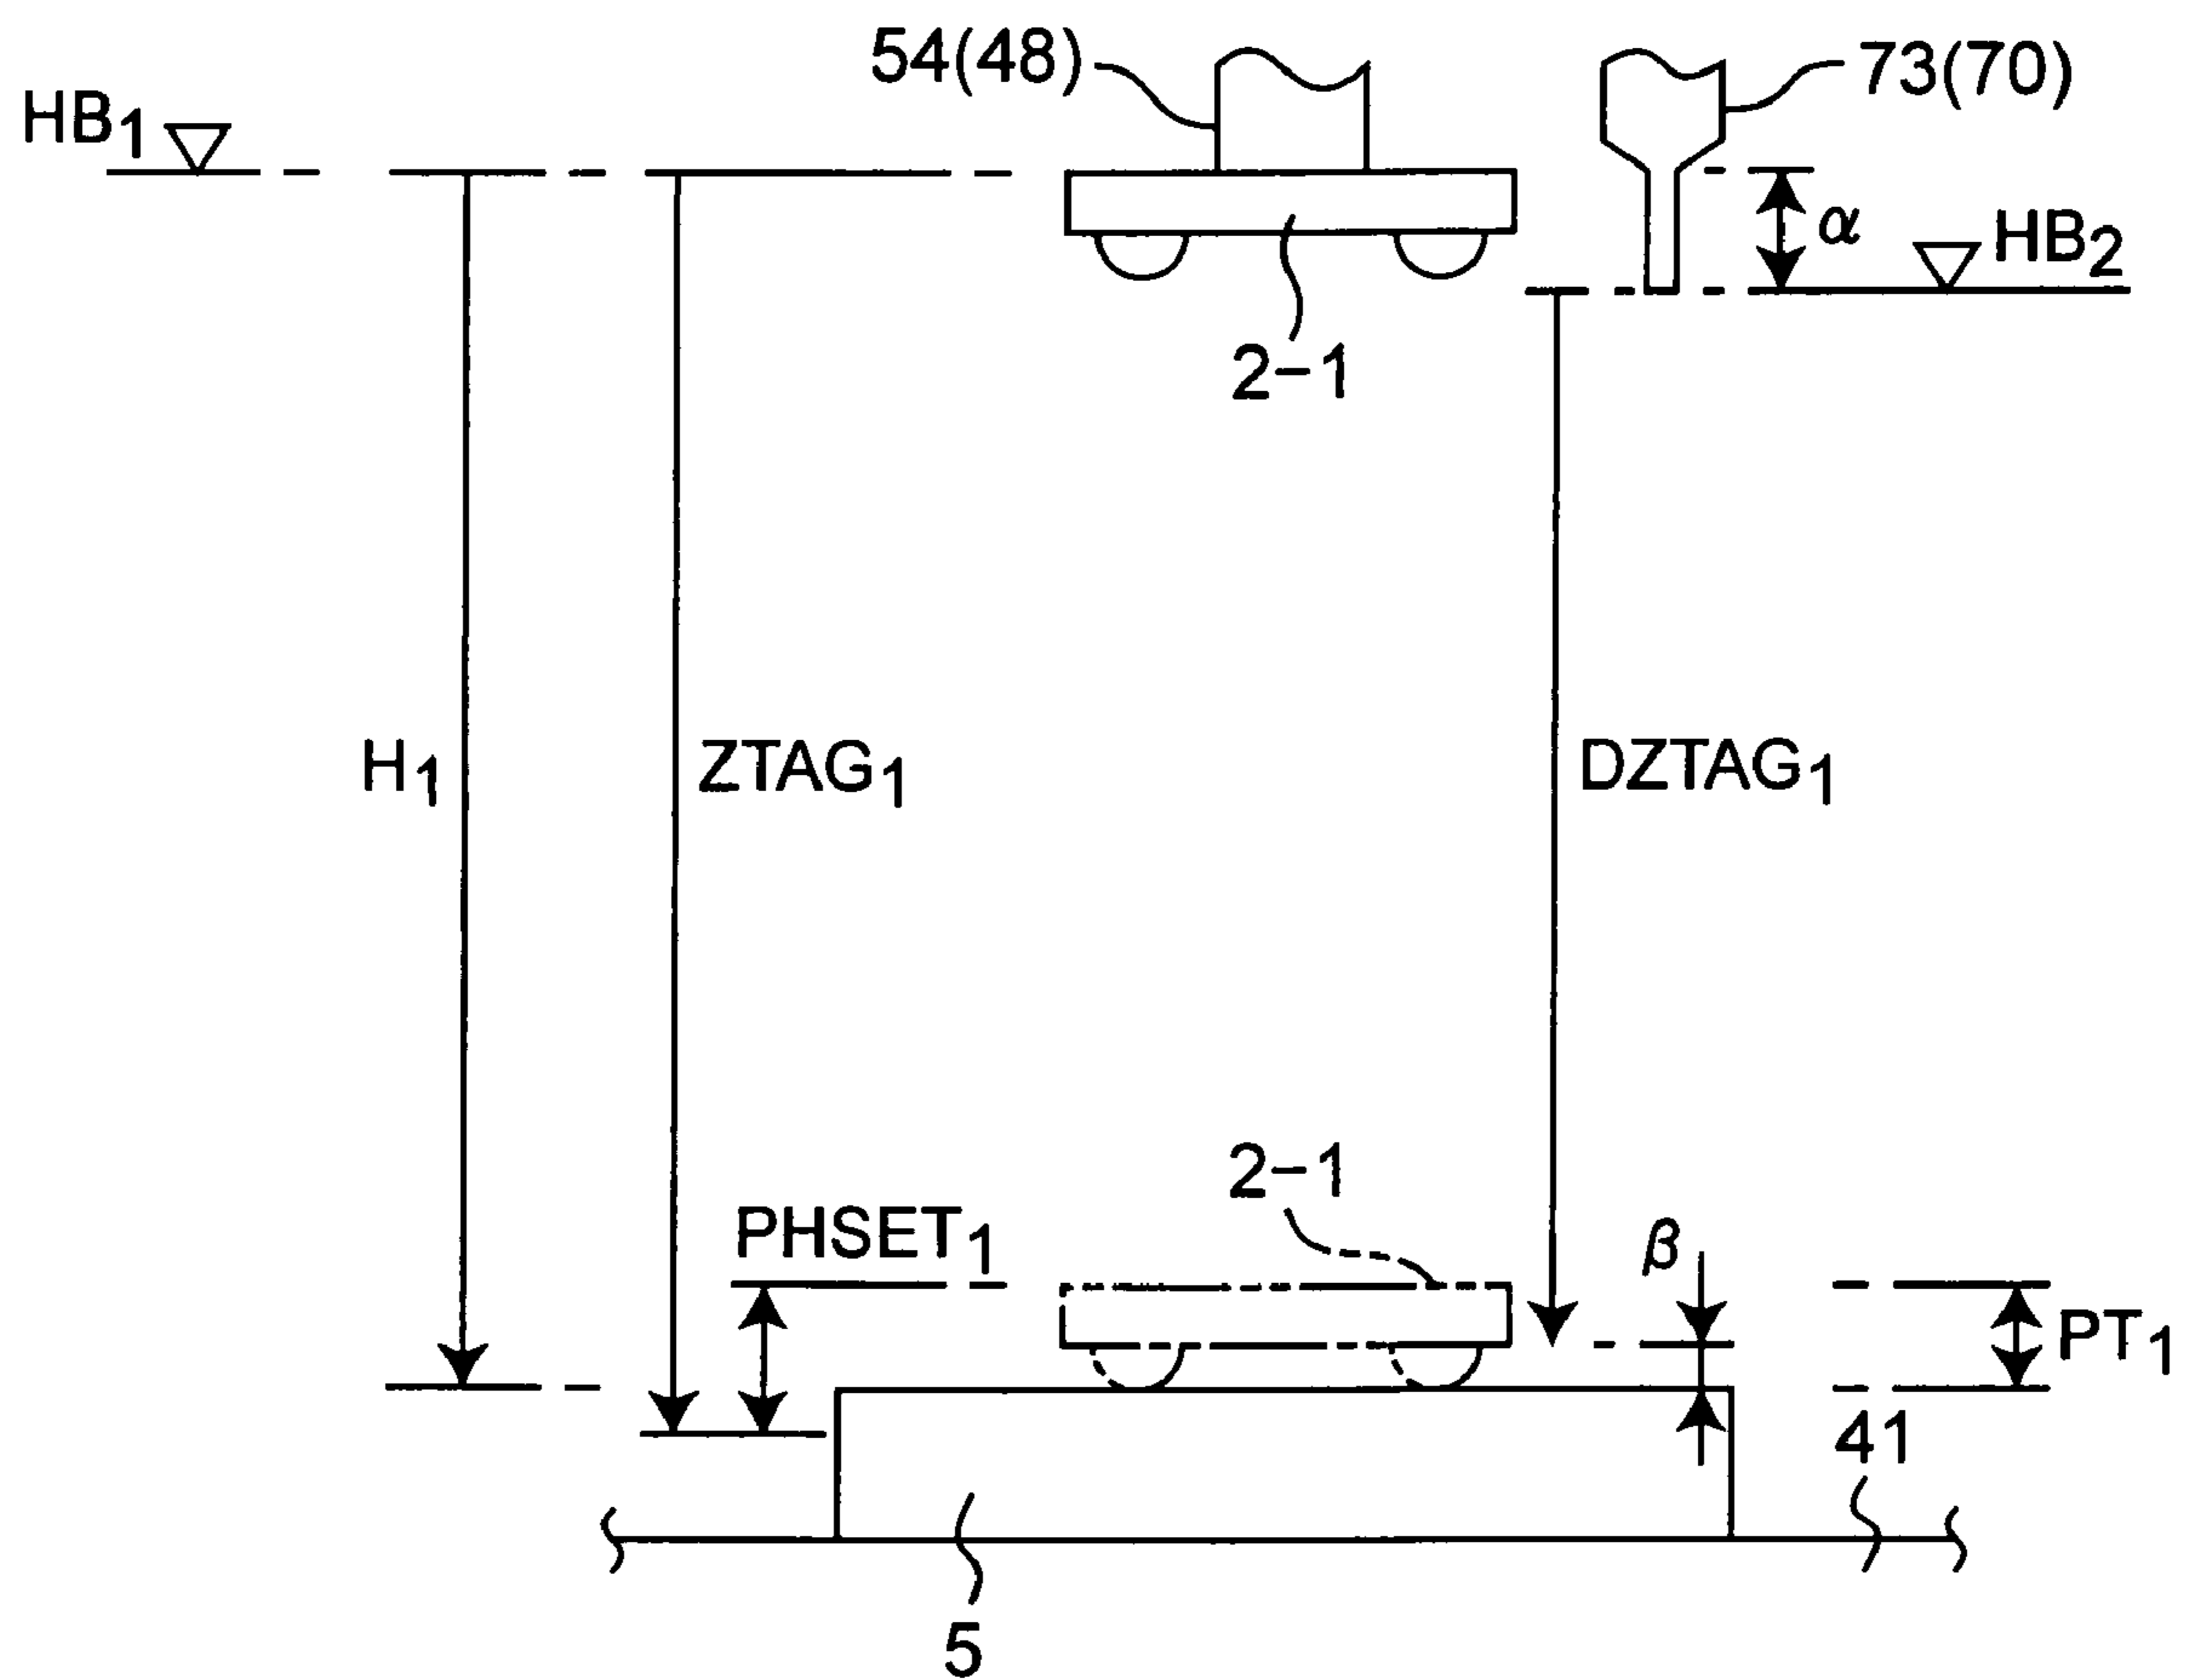 54(48)
73(70)
HB1
α
HB2
2-1
H1
ZTAG1
DZTAG1
2-1
PHSET1
β
PT1
41
5